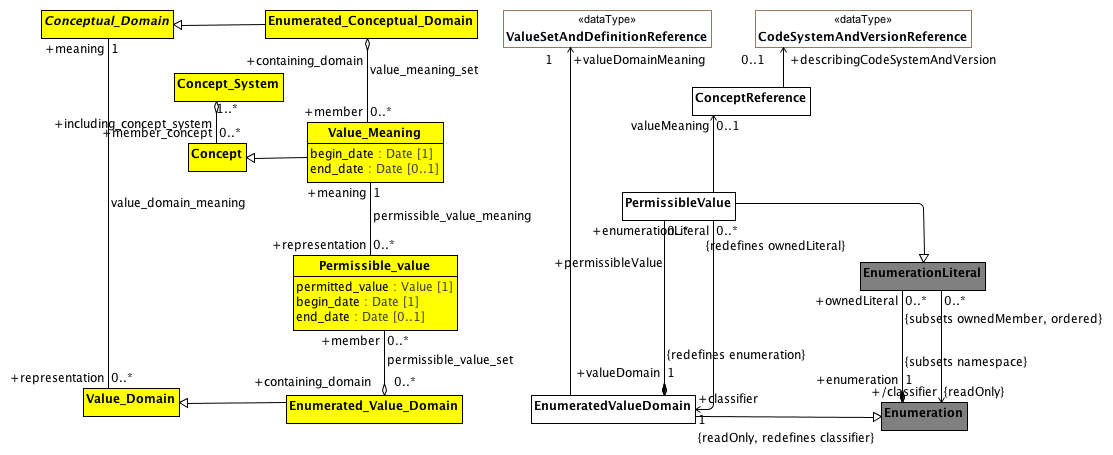 Conceptual_Domain
Enumerated_Conceptual_Domain
+meaning 1
+containing_domain
value_meaning_set
Concept_System
1..*
+including_concept_system
+member_concept 0..*
Concept
+member 0..*
Value_Meaning
begin_date : Date [1]
end_date : Date [0..1]
+meaning 1
value_domain_meaning
permissible_value_meaning
+representation 0..*
Permissible_value
permitted_value : Value [1]
begin_date : Date [1]
end_date : Date [0..1]
+member 0..*
permissible_value_set
+representation 0..*
+containing_domain 0..*
Value_Domain
Enumerated_Value_Domain
«dataType»
ValueSetAndDefinitionReference
1 +valueDomainMeaning
«dataType»
CodeSystemAndVersionReference
0..1 +describingCodeSystemAndVersion
ConceptReference
valueMeaning 0..1
PermissibleValue
+enumerationLiteral 0..*
0..*
{redefines ownedLiteral}
+permissibleValue
EnumerationLiteral
+ownedLiteral 0..* 0..*
{subsets ownedMember, ordered}
{redefines enumeration}
{subsets namespace}
+valueDomain 1
+enumeration 1
+classifier
+/classifier {readOnly}
EnumeratedValueDomain
1
Enumeration
{readOnly, redefines classifier}